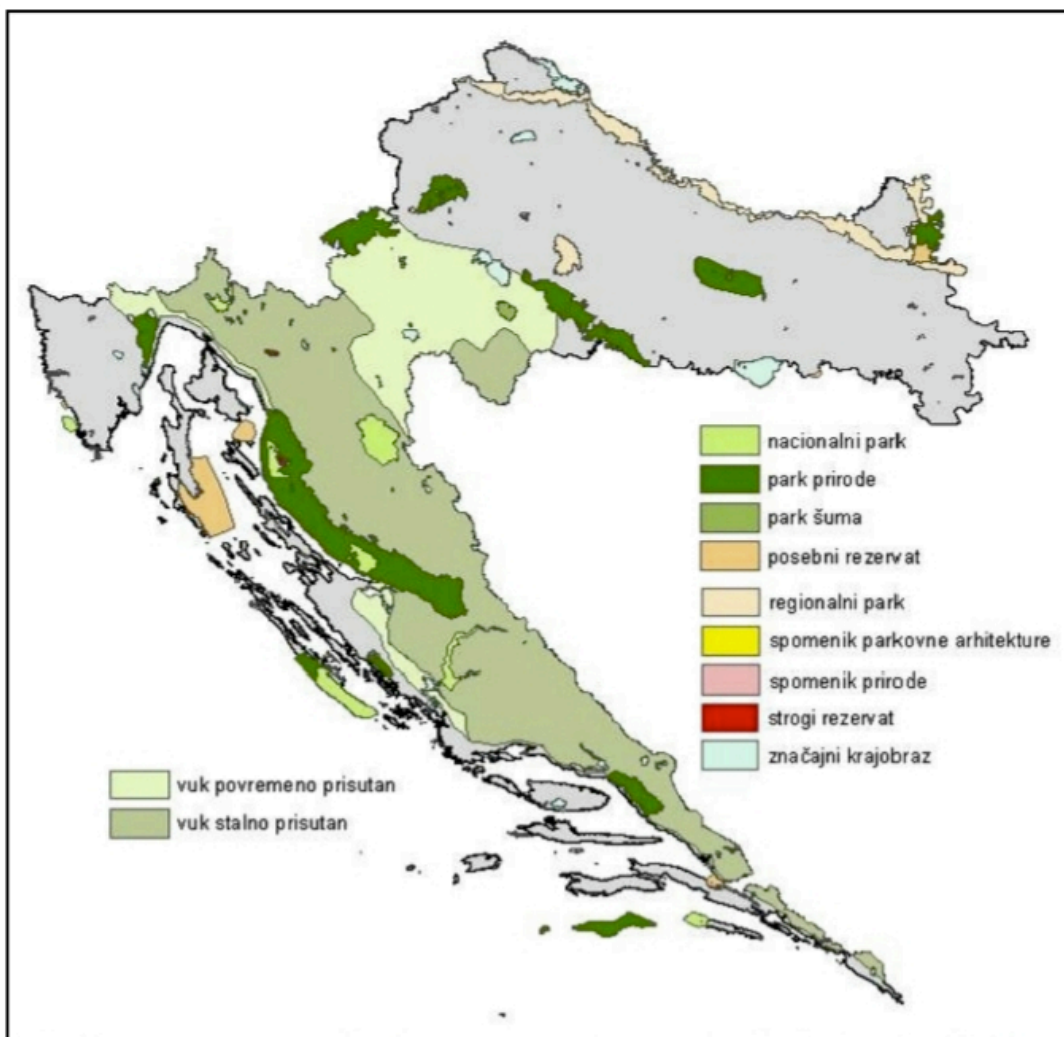 nacionalni park
park prirode
park šuma
posebni rezervat
regionalni park
spomenik parkovne arhitekture
spomenik prirode
strogi rezervat
značajni krajobraz
vuk povremeno prisutan
vuk stalno prisutan